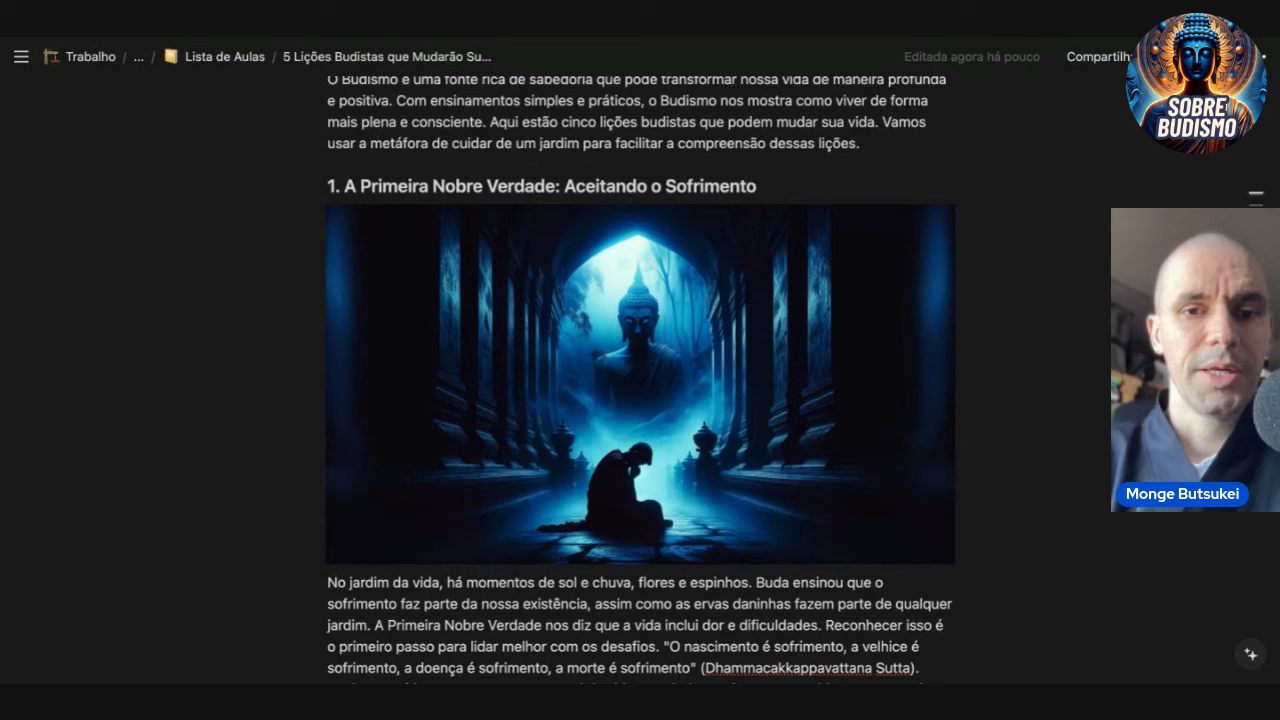 Trabalho / ... / Lista de Aulas / 5 Lições Budistas que Mudarão Su...
Editada agora há pouco
Compartilh
SOBRE
BUDISMO
O Budismo é uma fonte rica de sabedoria que pode transformar nossa vida de maneira profunda
e positiva. Com ensinamentos simples e práticos, o Budismo nos mostra como viver de forma
mais plena e consciente. Aqui estão cinco lições budistas que podem mudar sua vida. Vamos
usar a metáfora de cuidar de um jardim para facilitar a compreensão dessas lições.
1. A Primeira Nobre Verdade: Aceitando o Sofrimento
Monge Butsukei
No jardim da vida, há momentos de sol e chuva, flores e espinhos. Buda ensinou que o
sofrimento faz parte da nossa existência, assim como as ervas daninhas fazem parte de qualquer
jardim. A Primeira Nobre Verdade nos diz que a vida inclui dor e dificuldades. Reconhecer isso é
o primeiro passo para lidar melhor com os desafios. "O nascimento é sofrimento, a velhice é
sofrimento, a doença é sofrimento, a morte é sofrimento" (Dhammacakkappavattana Sutta).